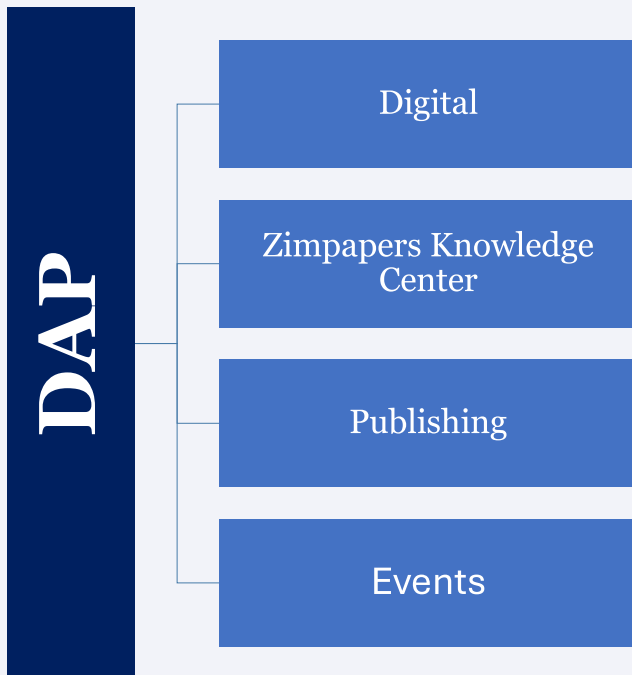 DAP
Digital
Zimpapers Knowledge
Center
Publishing
Events